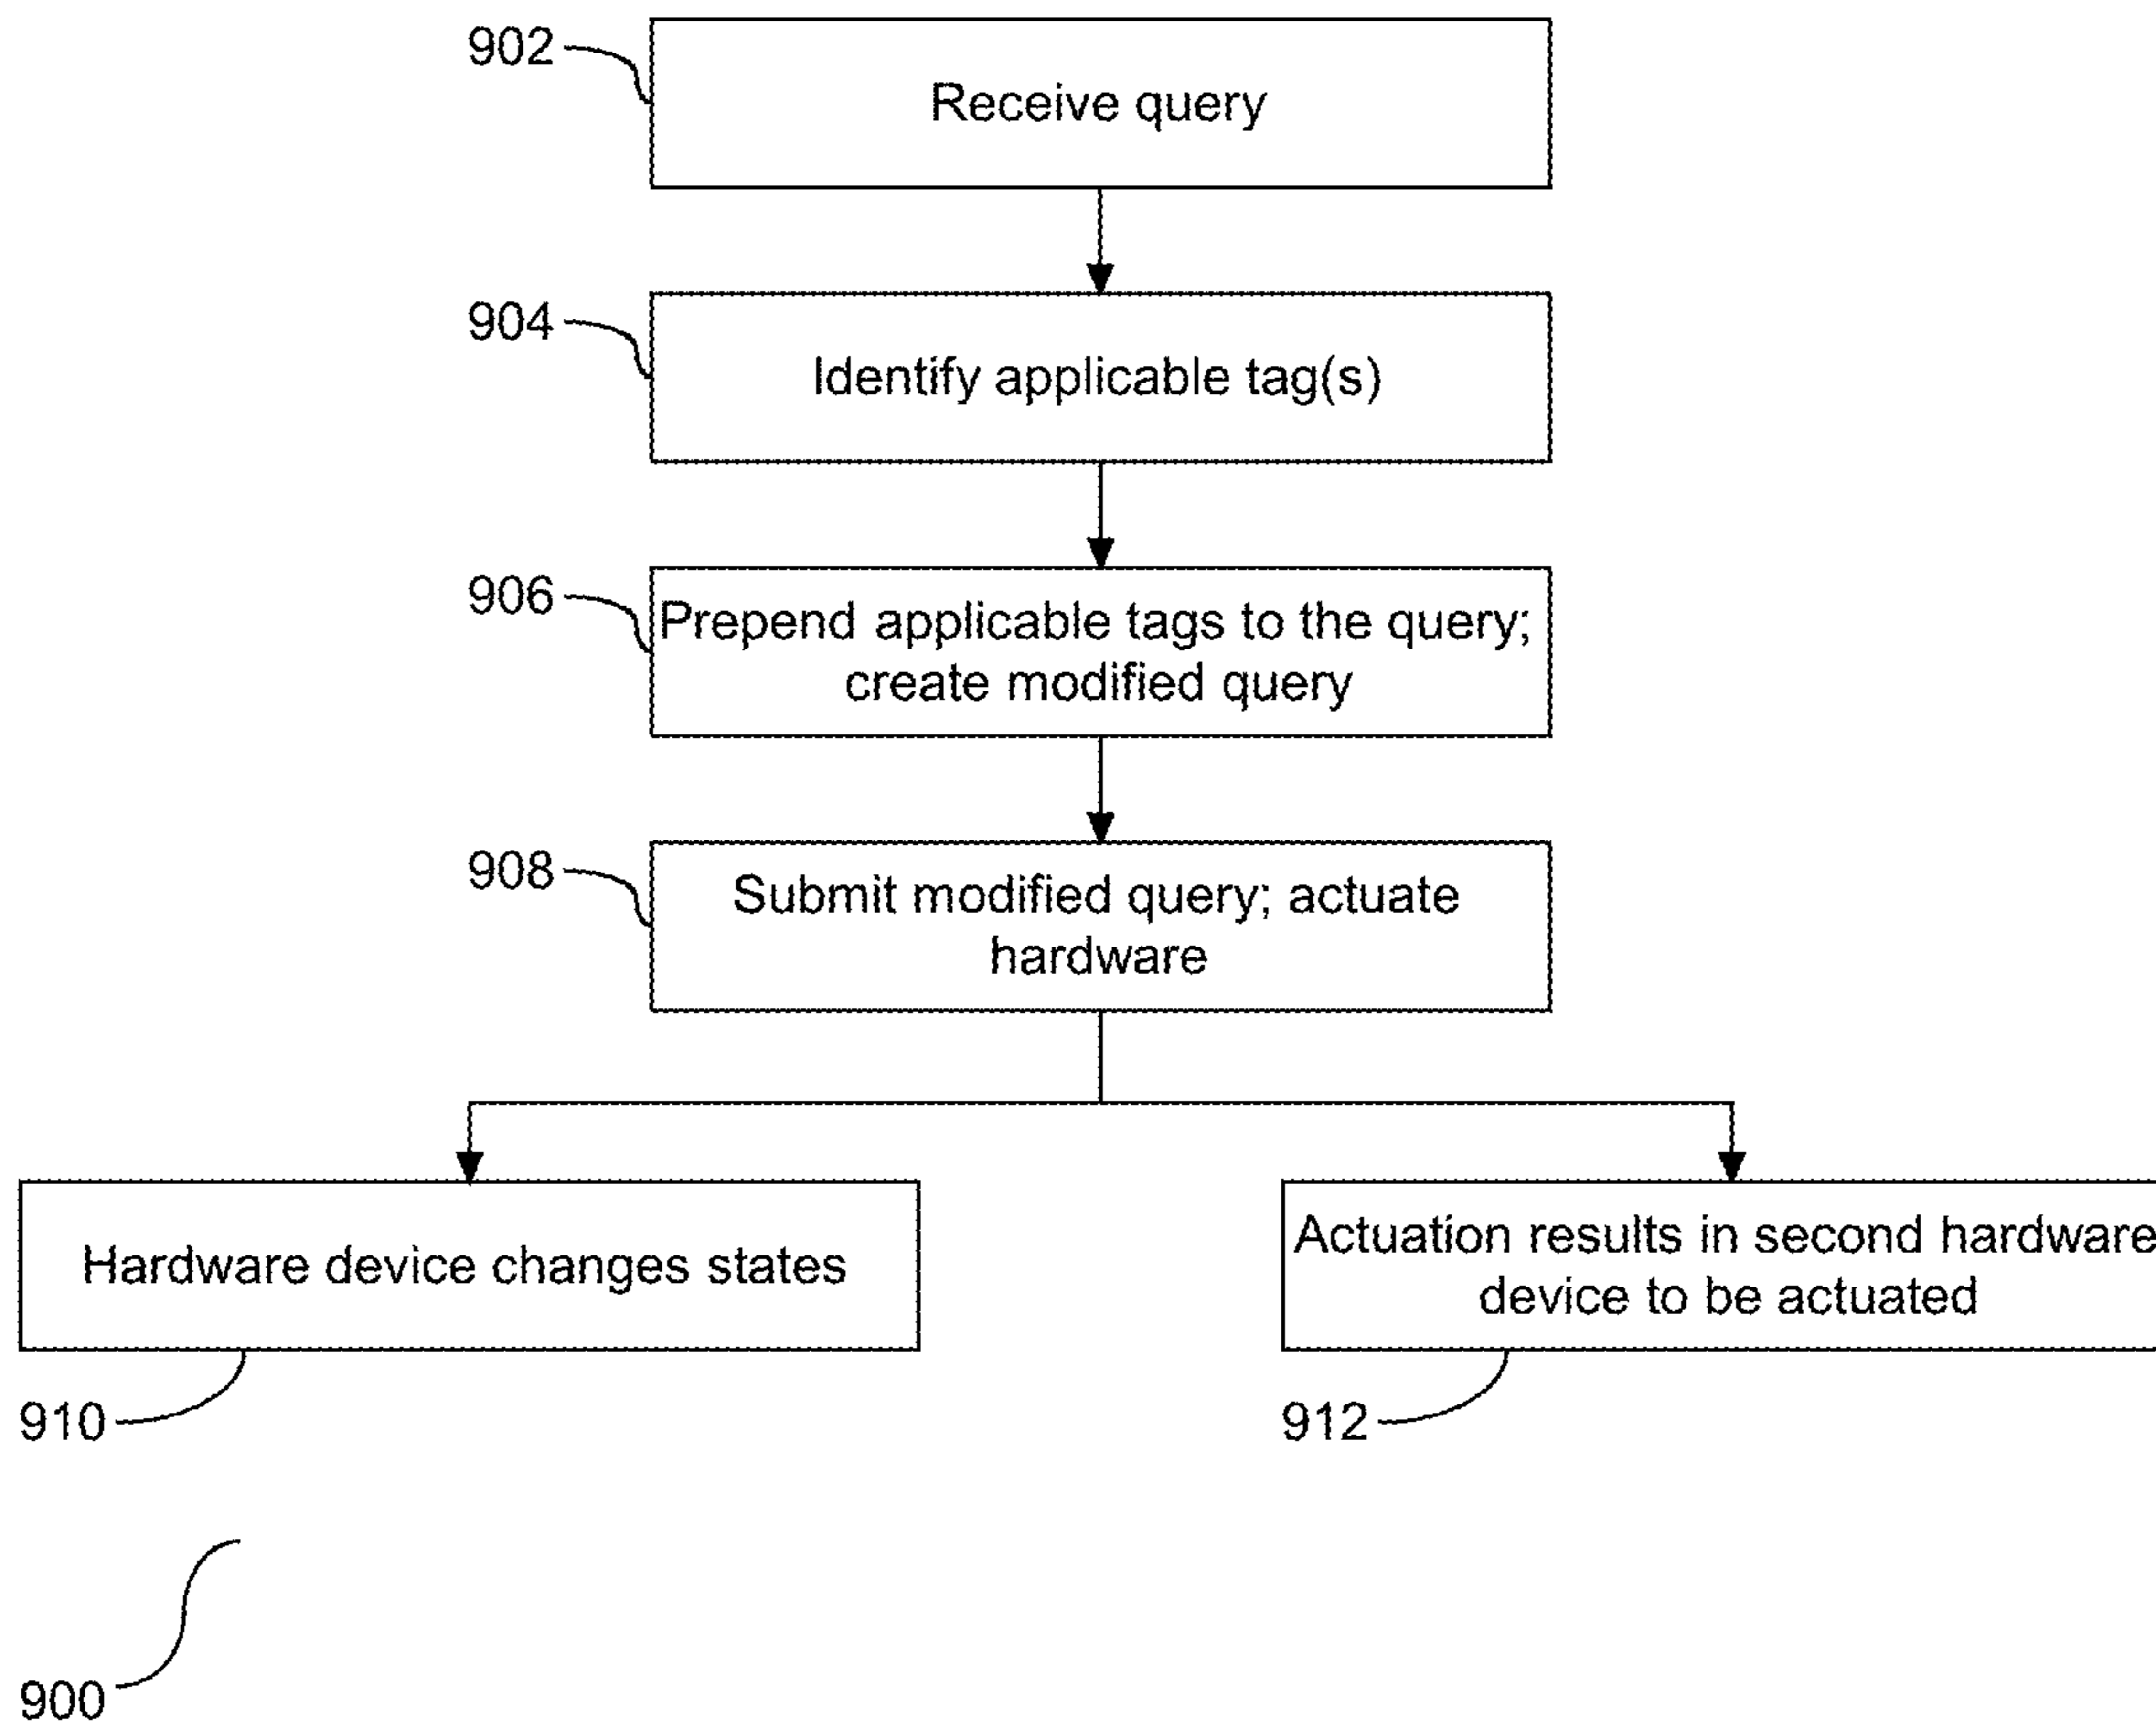 902
Receive query
904
Identify applicable tag(s)
906
Prepend applicable tags to the query;
create modified query
908
Submit modified query; actuate
hardware
Hardware device changes states
Actuation results in second hardware
device to be actuated
910
912
900